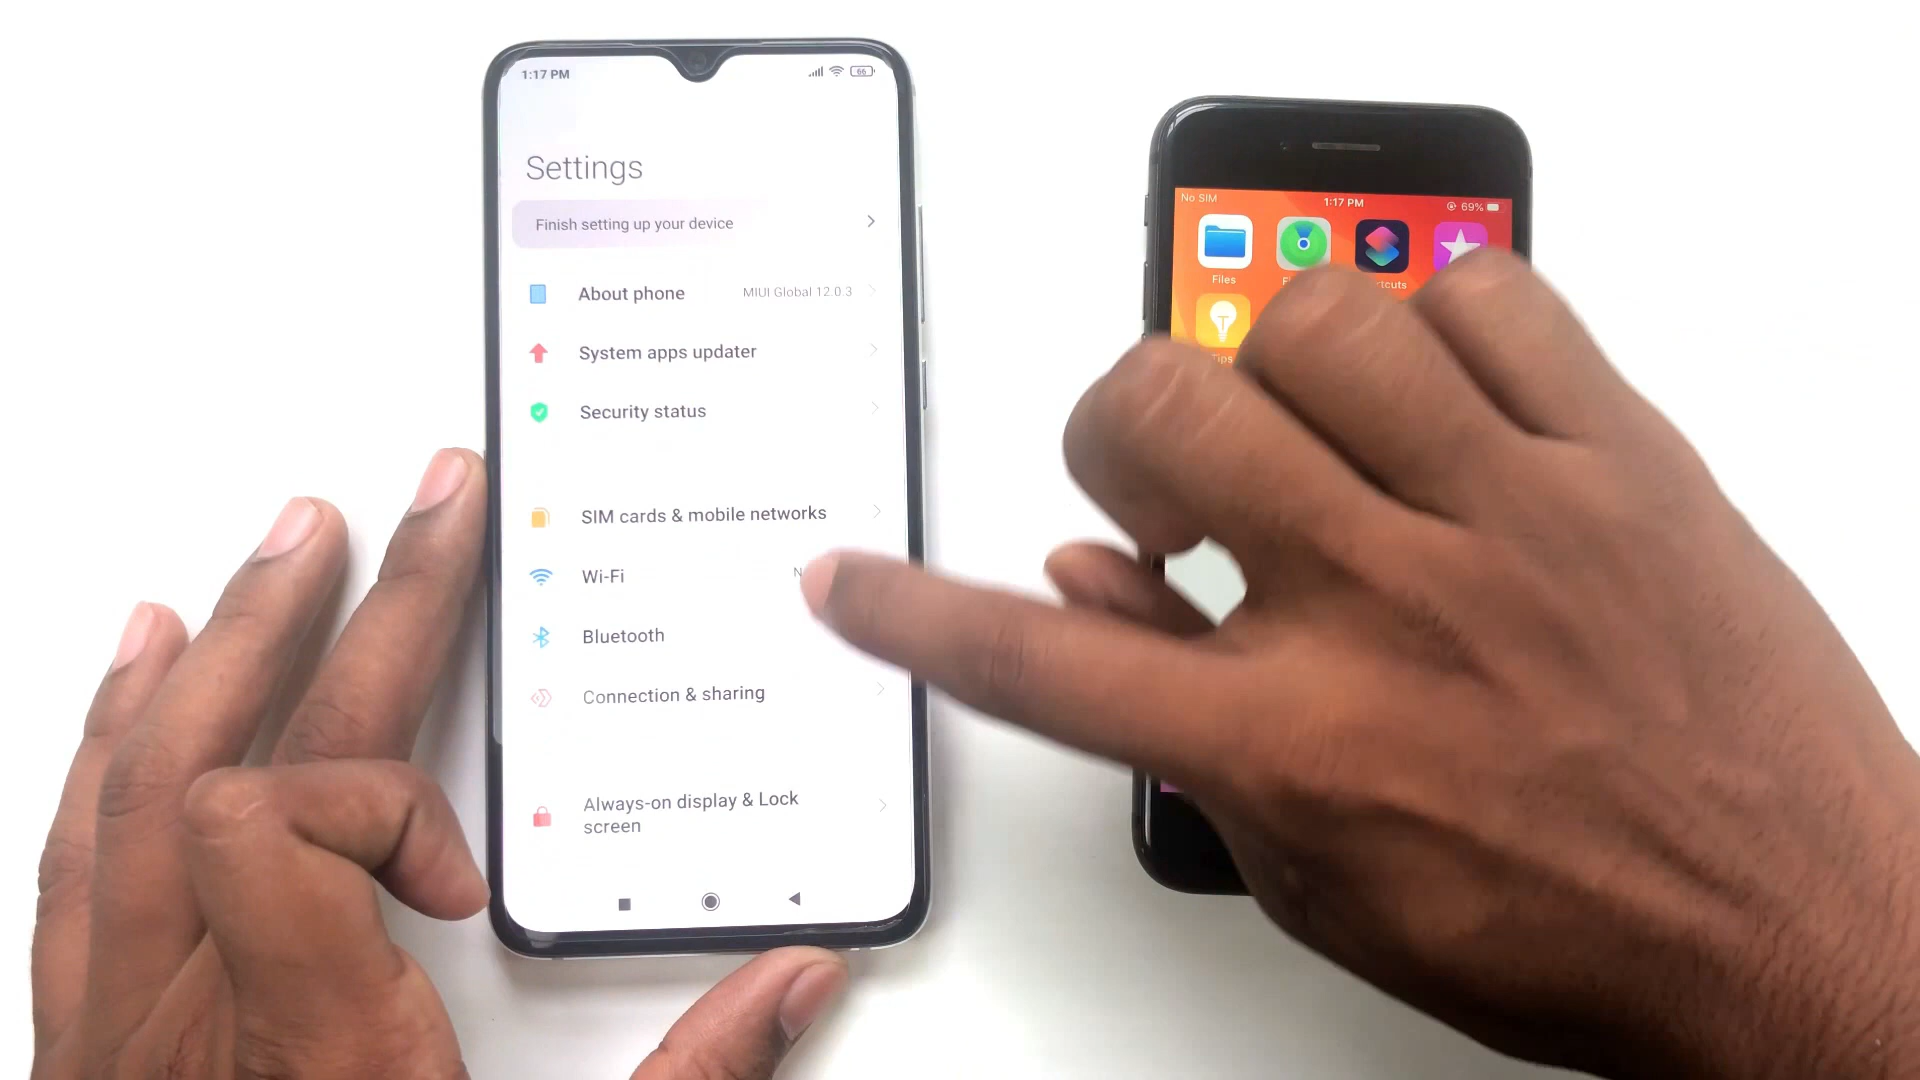 1:17 PM
66
Settings
Finish setting up your device
About phone MIUI Global 12.0.3
System apps updater
Security status
SIM cards & mobile networks
Wi-Fi
Bluetooth
Connection & sharing
Always-on display & Lock
screen
No SIM 1:17 PM 69%
Files
Tips